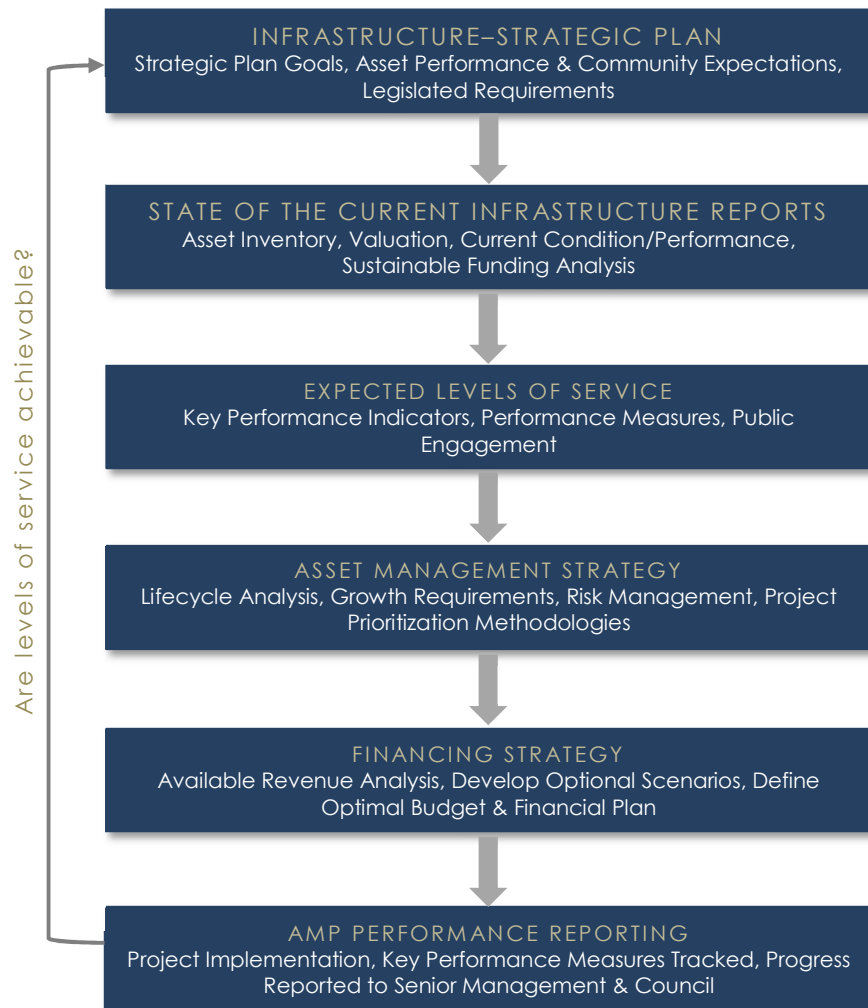 INFRASTRUCTURE–STRATEGIC PLAN
Strategic Plan Goals, Asset Performance & Community Expectations,
Legislated Requirements
STATE OF THE CURRENT INFRASTRUCTURE REPORTS
Asset Inventory, Valuation, Current Condition/Performance,
Sustainable Funding Analysis
EXPECTED LEVELS OF SERVICE
Key Performance Indicators, Performance Measures, Public
Engagement
ASSET MANAGEMENT STRATEGY
Lifecycle Analysis, Growth Requirements, Risk Management, Project
Prioritization Methodologies
FINANCING STRATEGY
Available Revenue Analysis, Develop Optional Scenarios, Define
Optimal Budget & Financial Plan
AMP PERFORMANCE REPORTING
Project Implementation, Key Performance Measures Tracked, Progress
Reported to Senior Management & Council
Are levels of service achievable?